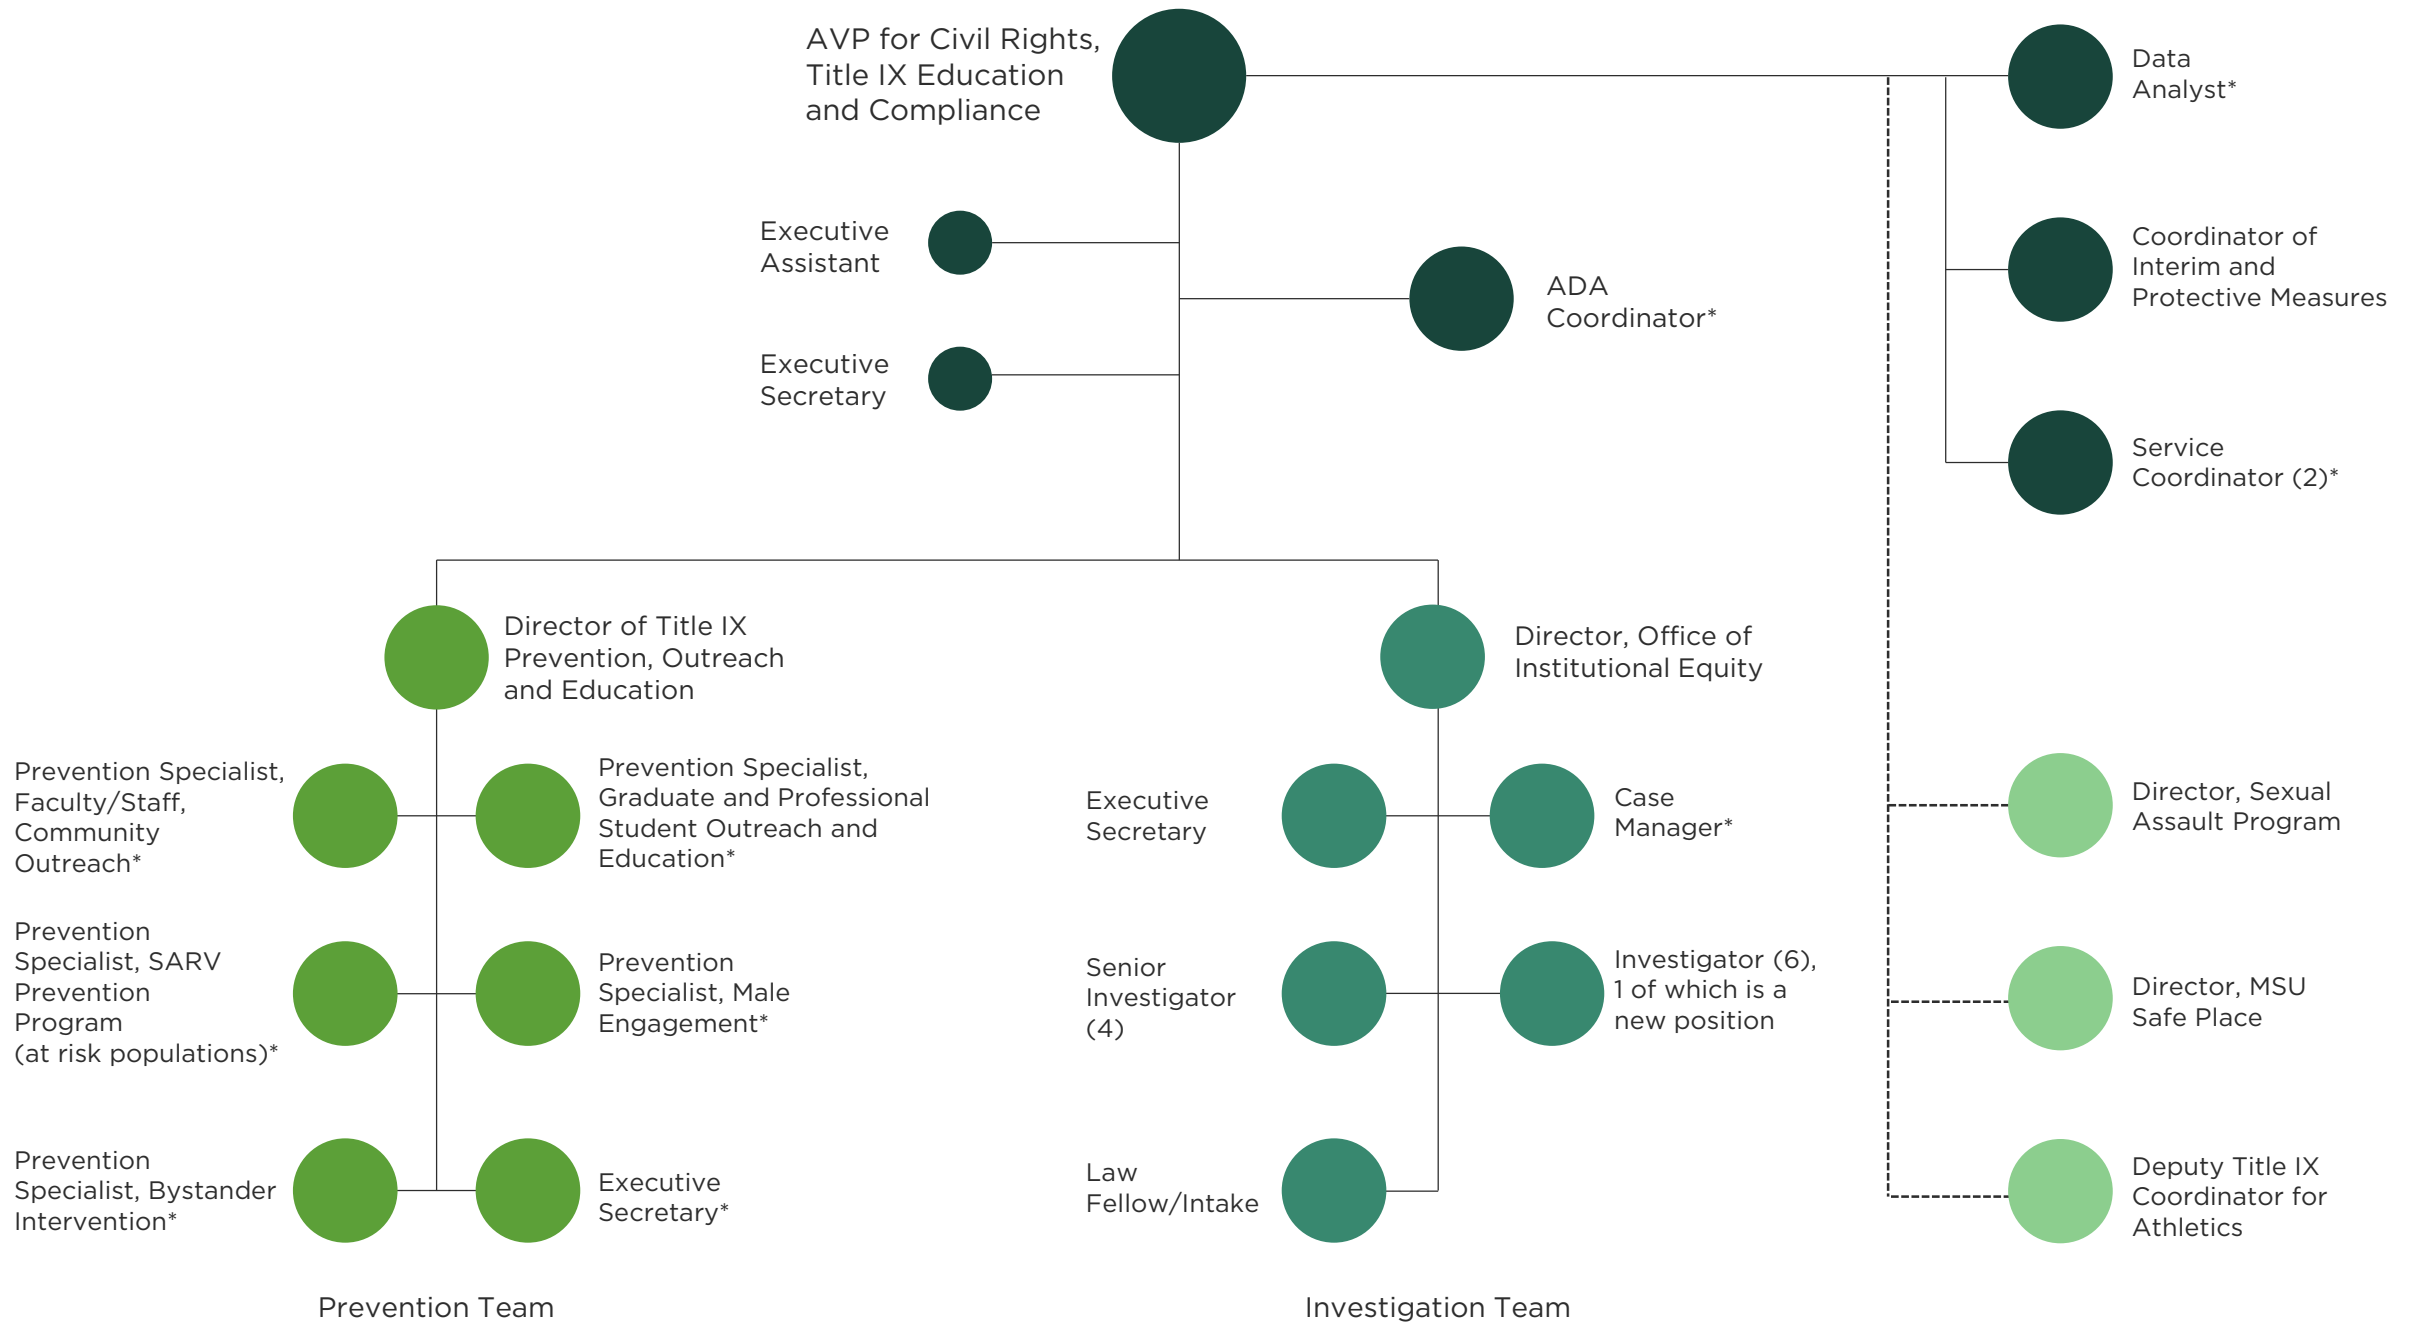 AVP for Civil Rights,
Title IX Education
and Compliance
Data
Analyst*
Executive
Assistant
Coordinator of
Interim and
Protective Measures
ADA
Coordinator*
Executive
Secretary
Service
Coordinator (2)*
Director of Title IX
Prevention, Outreach
and Education
Director, Office of
Institutional Equity
Prevention Specialist,
Faculty/Staff,
Community
Outreach*
Prevention Specialist,
Graduate and Professional
Student Outreach and
Education*
Executive
Secretary
Case
Manager*
Director, Sexual
Assault Program
Prevention
Specialist, SARV
Prevention
Program
(at risk populations)*
Prevention
Specialist, Male
Engagement*
Senior
Investigator
(4)
Investigator (6),
1 of which is a
new position
Director, MSU
Safe Place
Prevention
Specialist, Bystander
Intervention*
Executive
Secretary*
Law
Fellow/Intake
Deputy Title IX
Coordinator for
Athletics
Prevention Team
Investigation Team